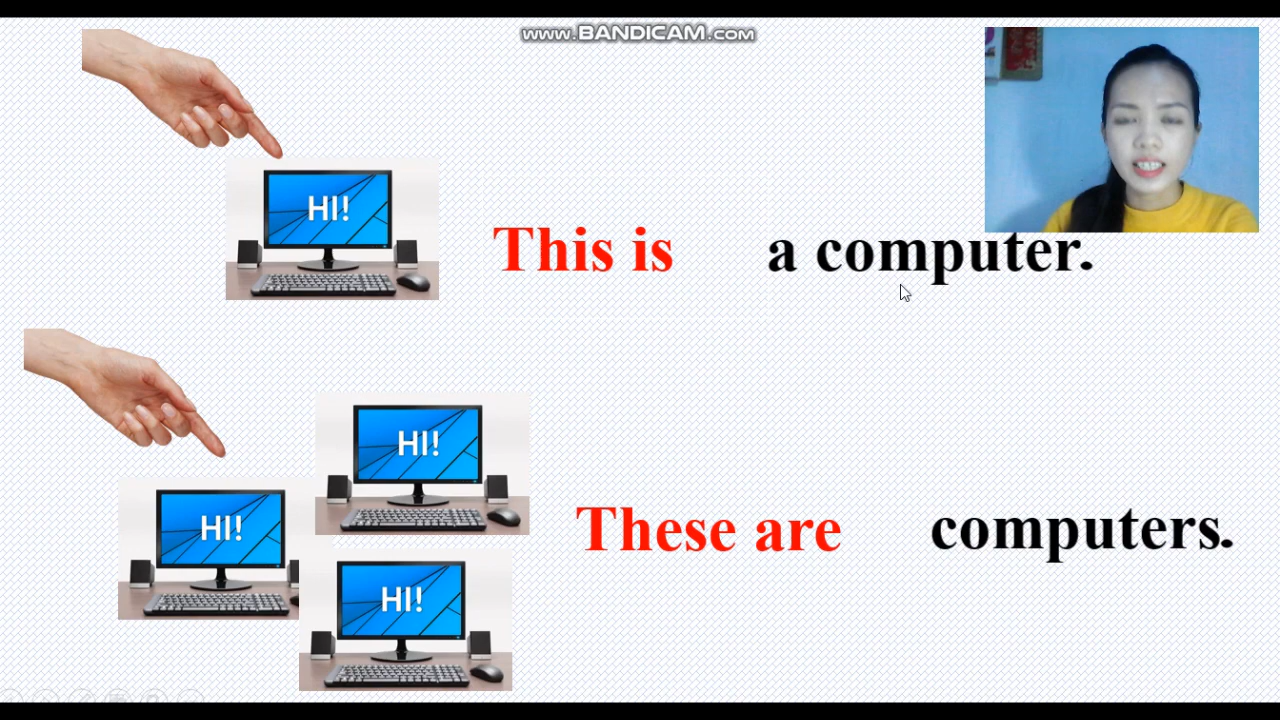 www.BANDICAM.com
HI!
This is a computer.
HI!
HI!
These are computers.
HI!